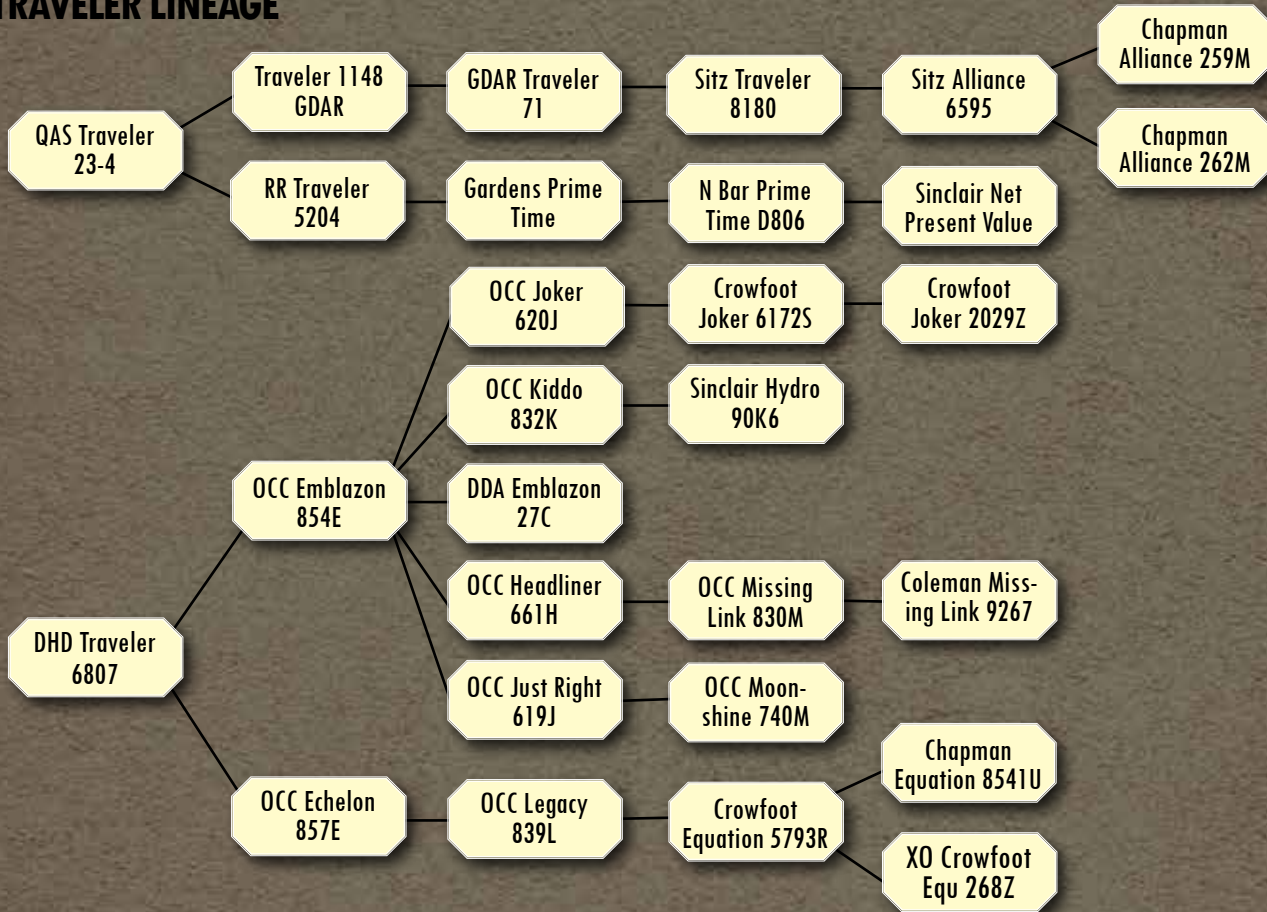 TRAVELER LINEAGE
Chapman
Alliance 259M
Traveler 1148
GDAR
GDAR Traveler
71
Sitz Traveler
8180
Sitz Alliance
6595
QAS Traveler
23-4
Chapman
Alliance 262M
RR Traveler
5204
Gardens Prime
Time
N Bar Prime
Time D806
Sinclair Net
Present Value
OCC Joker
620J
Crowfoot
Joker 6172S
Crowfoot
Joker 2029Z
OCC Kiddo
832K
Sinclair Hydro
90K6
OCC Emblazon
854E
DDA Emblazon
27C
OCC Headliner
661H
OCC Missing
Link 830M
Coleman Miss-
ing Link 9267
DHD Traveler
6807
OCC Just Right
619J
OCC Moon-
shine 740M
OCC Echelon
857E
OCC Legacy
839L
Crowfoot
Equation 5793R
Chapman
Equation 8541U
XO Crowfoot
Equ 268Z